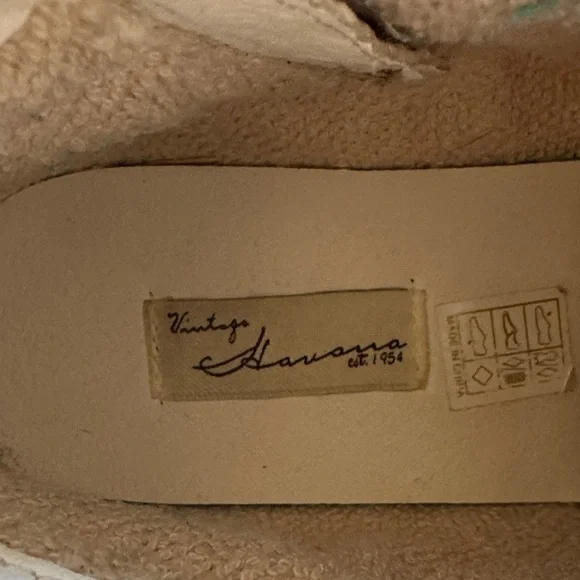 Vintage
Havana
est. 1954
MADE IN CHINA